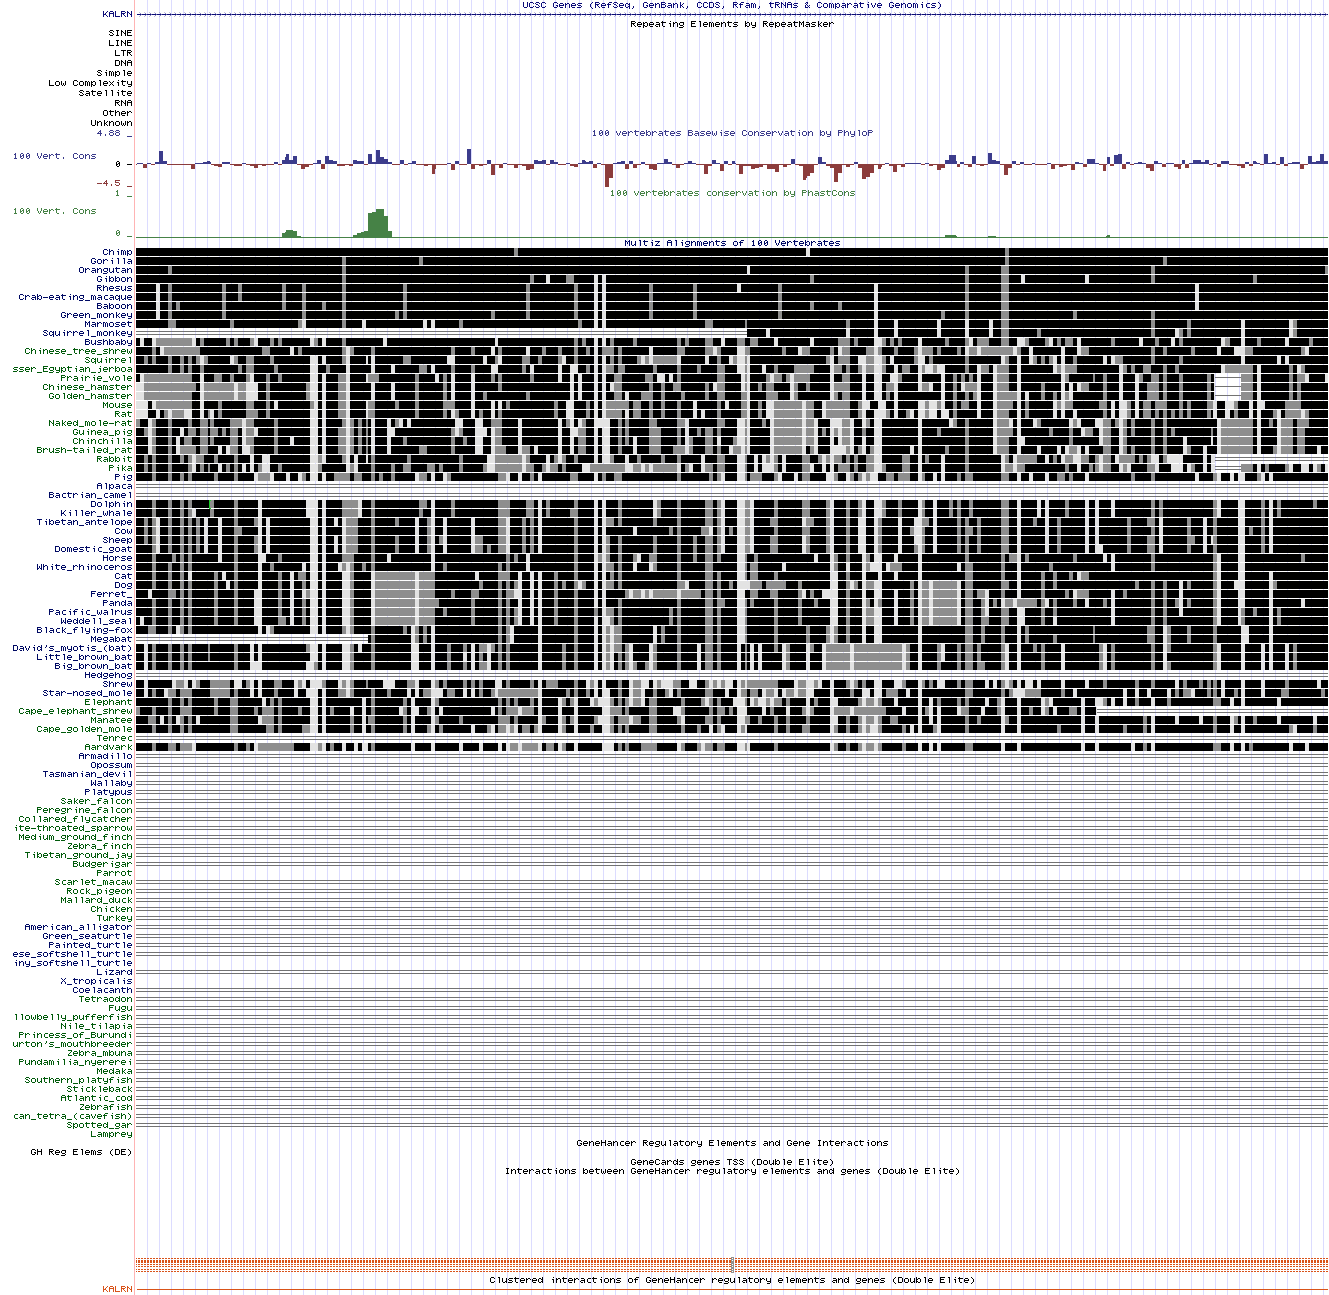 UCSC Genes (RefSeq, GenBank, CCDS, Rfam, tRNAs & Comparative Genomics)
KALRN
Repeating Elements by RepeatMasker
SINE
LINE
LTR
DNA
Simple
Low Complexity
Satellite
RNA
Other
Unknown
4.88 _
100 vertebrates Basewise Conservation by PhyloP
100 Vert. Cons
0 _
-4.5 _
100 vertebrates conservation by PhastCons
1 _
100 Vert. Cons
0 _
Multiz Alignments of 100 Vertebrates
Chimp
Gorilla
Orangutan
Gibbon
Rhesus
Crab-eating_macaque
Baboon
Green_monkey
Marmoset
Squirrel_monkey
Bushbaby
Chinese_tree_shrew
Squirrel
sser_Egyptian_jerboa
Prairie_vole
Chinese_hamster
Golden_hamster
Mouse
Rat
Naked_mole-rat
Guinea_pig
Chinchilla
Brush-tailed_rat
Rabbit
Pika
Pig
Alpaca
Bactrian_camel
Dolphin
Killer_whale
Tibetan_antelope
Cow
Sheep
Domestic_goat
Horse
White_rhinoceros
Cat
Dog
Ferret_
Panda
Pacific_walrus
Weddell_seal
Black_flying-fox
Megabat
David's_myotis_(bat)
Little_brown_bat
Big_brown_bat
Hedgehog
Shrew
Star-nosed_mole
Elephant
Cape_elephant_shrew
Manatee
Cape_golden_mole
Tenrec
Aardvark
Armadillo
Opossum
Tasmanian_devil
Wallaby
Platypus
Saker_falcon
Peregrine_falcon
Collared_flycatcher
ite-throated_sparrow
Medium_ground_finch
Zebra_finch
Tibetan_ground_jay
Budgerigar
Parrot
Scarlet_macaw
Rock_pigeon
Mallard_duck
Chicken
Turkey
American_alligator
Green_seaturtle
Painted_turtle
ese_softshell_turtle
iny_softshell_turtle
Lizard
X_tropicalis
Coelacanth
Tetraodon
Fugu
llowbelly_pufferfish
Nile_tilapia
Princess_of_Burundi
urton's_mouthbreeder
Zebra_mbuna
Pundamilia_nyererei
Medaka
Southern_platyfish
Stickleback
Atlantic_cod
Zebrafish
can_tetra_(cavefish)
Spotted_gar
Lamprey
GeneHancer Regulatory Elements and Gene Interactions
GH Reg Elems (DE)
GeneCards genes TSS (Double Elite)
Interactions between GeneHancer regulatory elements and genes (Double Elite)
Clustered interactions of GeneHancer regulatory elements and genes (Double Elite)
KALRN